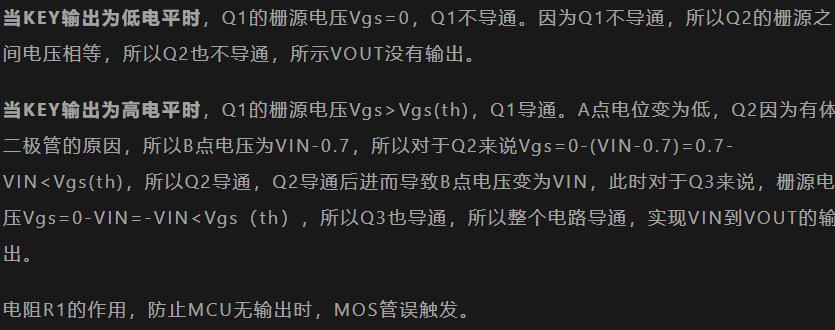 当KEY输出为低电平时，Q1的栅源电压Vgs=0，Q1不导通。因为Q1不导通，所以Q2的栅源之
间电压相等，所以Q2也不导通，所示VOUT没有输出。
当KEY输出为高电平时，Q1的栅源电压Vgs>Vgs(th)，Q1导通。A点电位变为低，Q2因为有体
二极管的原因，所以B点电压为VIN-0.7，所以对于Q2来说Vgs=0-(VIN-0.7)=0.7-
VIN<Vgs(th)，所以Q2导通，Q2导通后进而导致B点电压变为VIN，此时对于Q3来说，栅源电
压Vgs=0-VIN=-VIN<Vgs（th），所以Q3也导通，所以整个电路导通，实现VIN到VOUT的输
出。
电阻R1的作用，防止MCU无输出时，MOS管误触发。